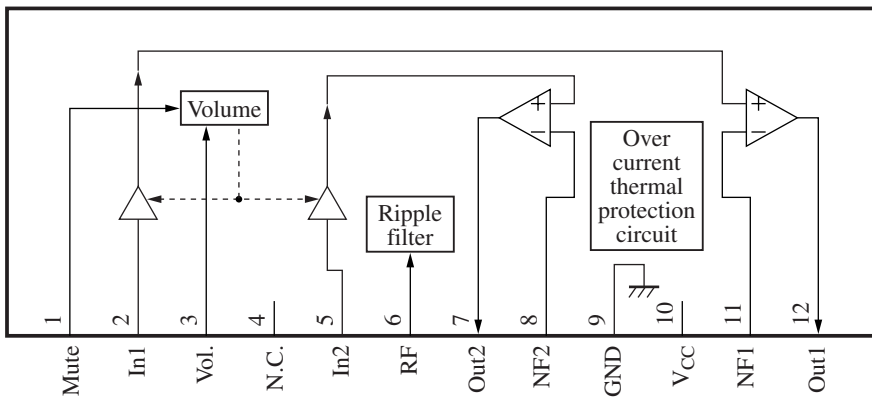 Volume
+
−
+
−
Over
current
thermal
protection
circuit
Ripple
filter
1
2
3
4
5
6
7
8
9
10
11
12
Mute
In1
Vol.
N.C.
In2
RF
Out2
NF2
GND
VCC
NF1
Out1